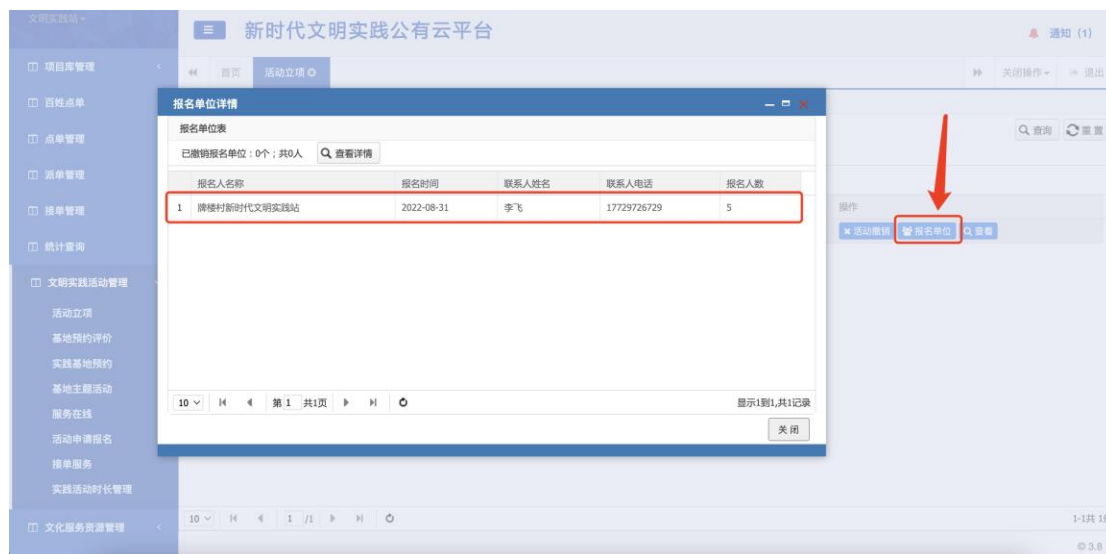 文明实践站
新时代文明实践公有云平台
通知 (1)
项目库管理
首页 活动立项
关闭操作 退出
百姓点单
报名单位详情
点单管理
报名单位表
查询 重置
已撤销报名单位：0个；共0人 查看详情
派单管理
报名人名称 报名时间 联系人姓名 联系人电话 报名人数
接单管理
1 牌楼村新时代文明实践站 2022-08-31 李飞 17729726729 5
操作
活动撤销 报名单位 查看
统计查询
文明实践活动管理
活动立项
基地预约评价
实践基地预约
基地主题活动
10 第 1 共1页 显示1到1,共1记录
服务在线
关闭
活动申请报名
接单服务
实践活动时长管理
10 1 /1 1-1共
文化服务资源管理
© 3.8